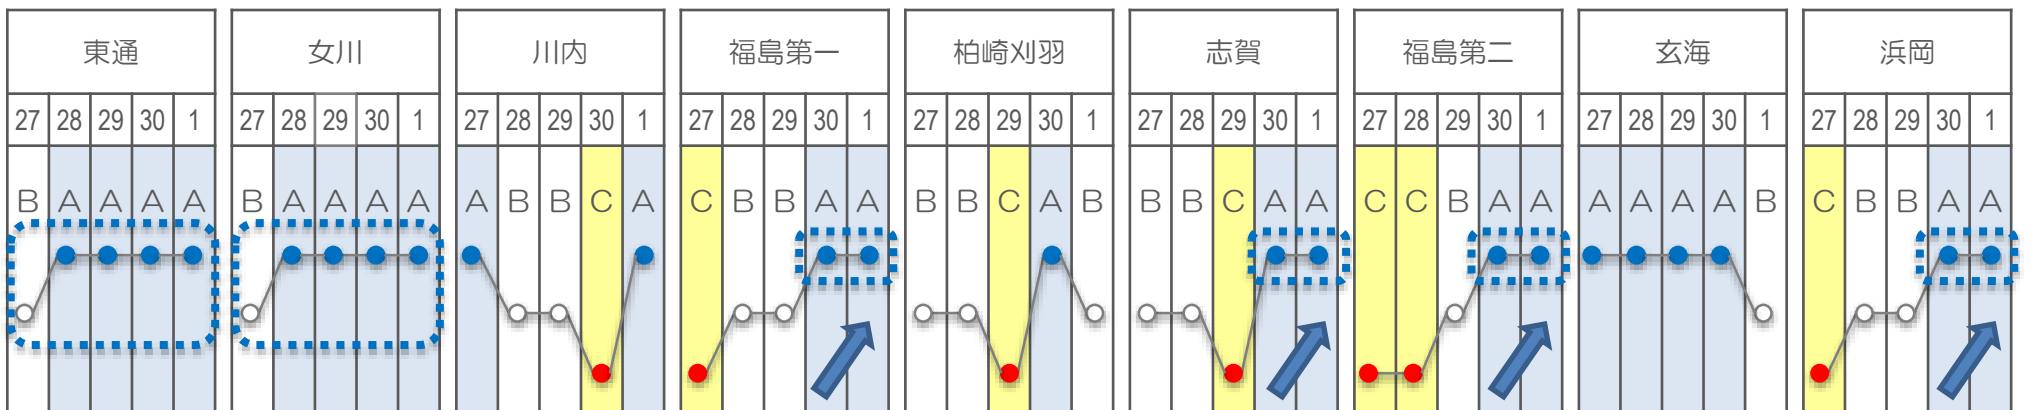 東通 女川 川内 福島第一 柏崎刈羽 志賀 福島第二 玄海 浜岡
27 28 29 30 1 27 28 29 30 1 27 28 29 30 1 27 28 29 30 1 27 28 29 30 1 27 28 29 30 1 27 28 29 30 1 27 28 29 30 1 27 28 29 30 1
B A A A A B A A A A A B B C A C B B A A B B C A B B B C A A C C B A A A A A A B C B B A A